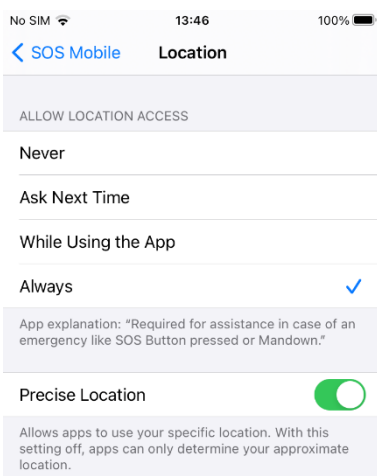 No SIM 13:46 100%
SOS Mobile Location
ALLOW LOCATION ACCESS
Never
Ask Next Time
While Using the App
Always
App explanation: “Required for assistance in case of an
emergency like SOS Button pressed or Mandown.”
Precise Location
Allows apps to use your specific location. With this
setting off, apps can only determine your approximate
location.